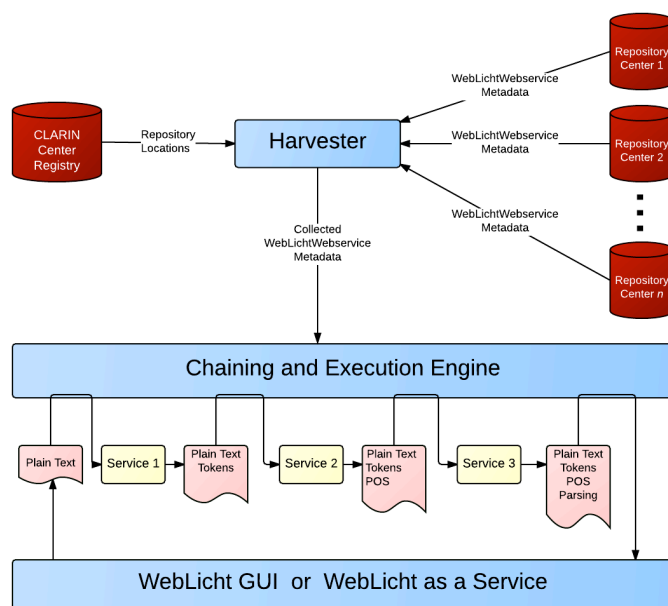 Repository
Center 1
WebLichtWebservice
Metadata
CLARIN
Center
Registry
Repository
Locations
Harvester
WebLichtWebservice
Metadata
Repository
Center 2
WebLichtWebservice
Metadata
Collected
WebLichtWebservice
Metadata
Repository
Center n
Chaining and Execution Engine
Plain Text
Service 1
Plain Text
Tokens
Service 2
Plain Text
Tokens
POS
Service 3
Plain Text
Tokens
POS
Parsing
WebLicht GUI or WebLicht as a Service